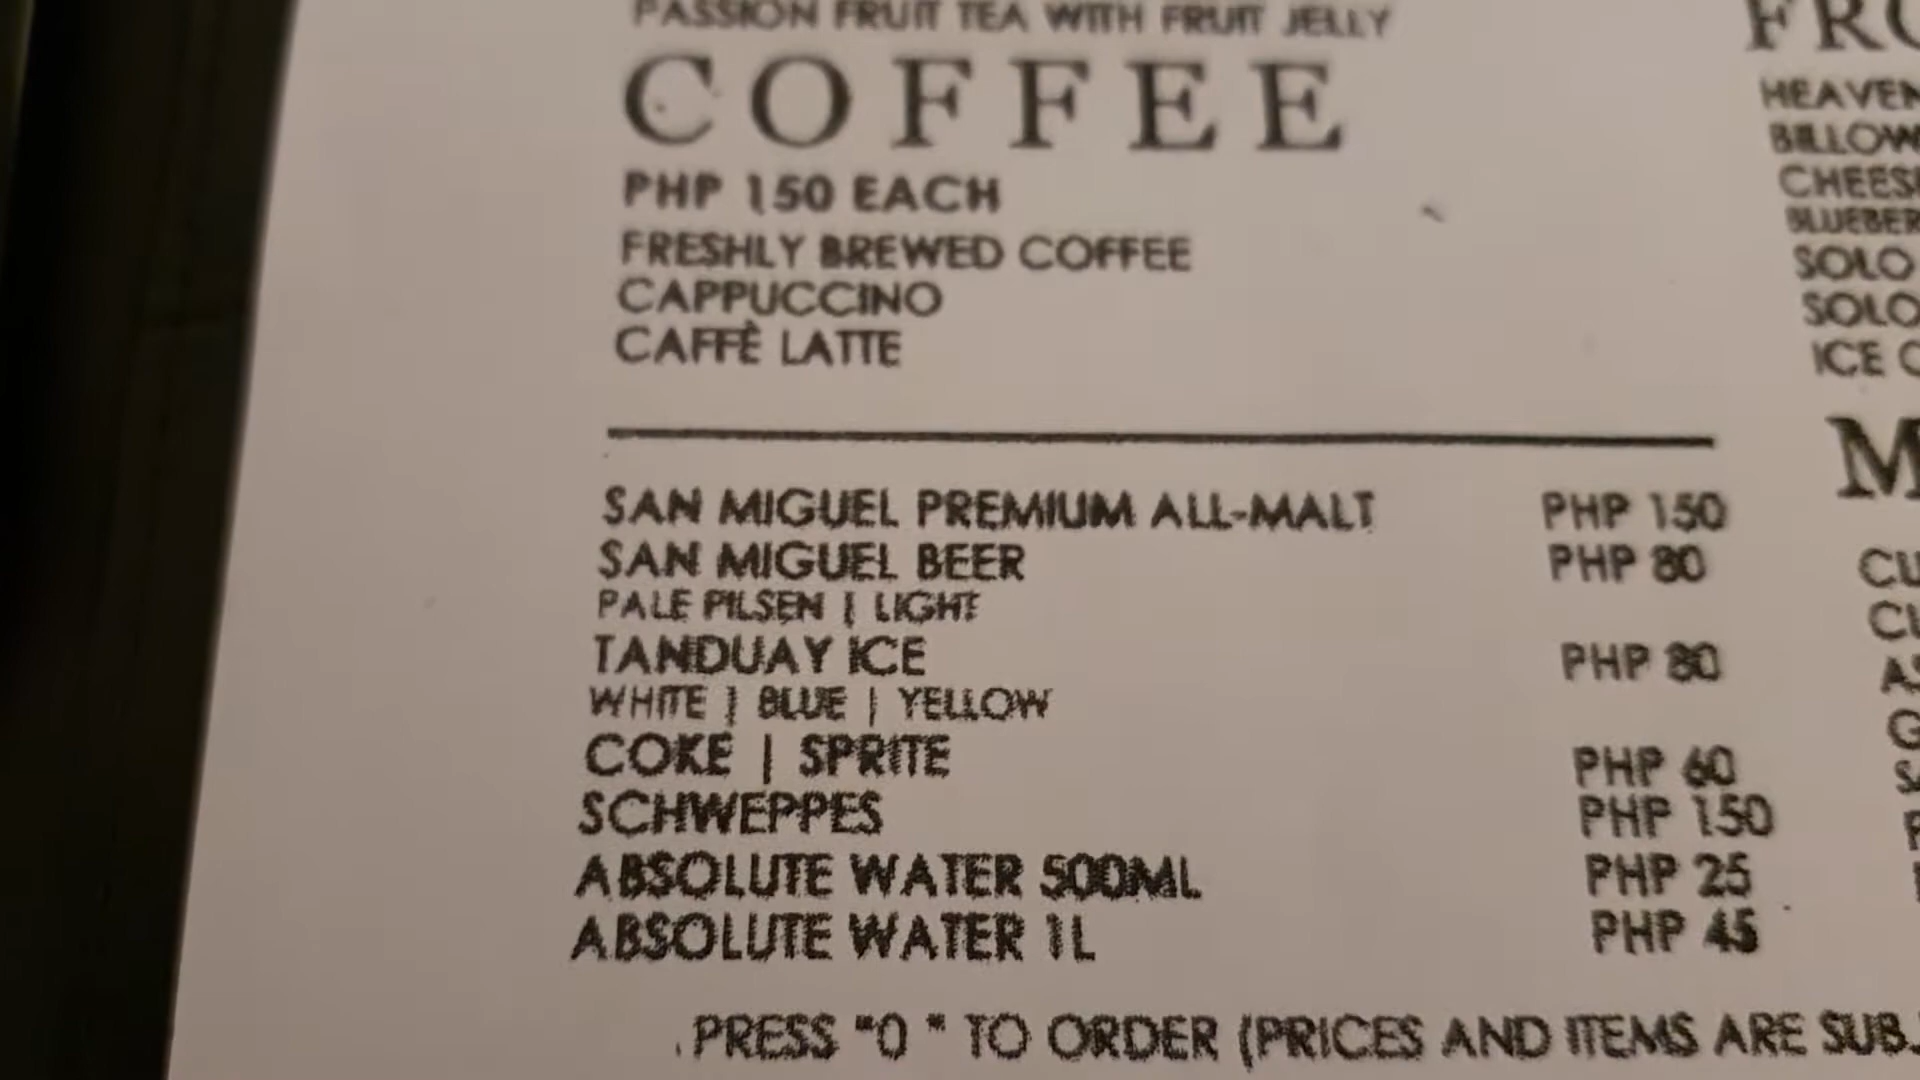 PASSION FRUIT TEA WITH FRUIT JELLY
COFFEE
PHP 150 EACH
FRESHLY BREWED COFFEE
CAPPUCCINO
CAFFÈ LATTE
SAN MIGUEL PREMIUM ALL-MALT PHP 150
SAN MIGUEL BEER PHP 80
PALE PILSEN | LIGHT
TANDUAY ICE PHP 80
WHITE | BLUE | YELLOW
COKE | SPRITE PHP 60
SCHWEPPES PHP 150
ABSOLUTE WATER 500ML PHP 25
ABSOLUTE WATER 1L PHP 45
PRESS "0 " TO ORDER (PRICES AND ITEMS ARE
SOLO
SOLO
ICE